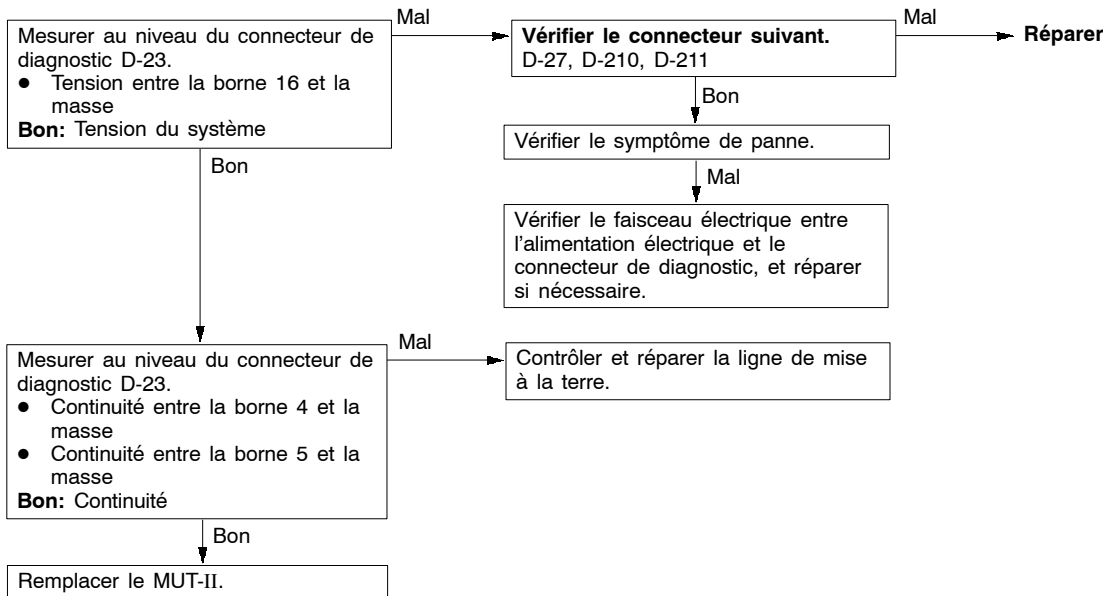 Mesurer au niveau du connecteur de
diagnostic D-23.
● Tension entre la borne 16 et la
masse
Bon: Tension du système
Mal
Vérifier le connecteur suivant.
D-27, D-210, D-211
Mal
Réparer
Bon
Vérifier le symptôme de panne.
Mal
Vérifier le faisceau électrique entre
l'alimentation électrique et le
connecteur de diagnostic, et réparer
si nécessaire.
Bon
Mesurer au niveau du connecteur de
diagnostic D-23.
● Continuité entre la borne 4 et la
masse
● Continuité entre la borne 5 et la
masse
Bon: Continuité
Mal
Contrôler et réparer la ligne de mise
à la terre.
Bon
Remplacer le MUT-II.